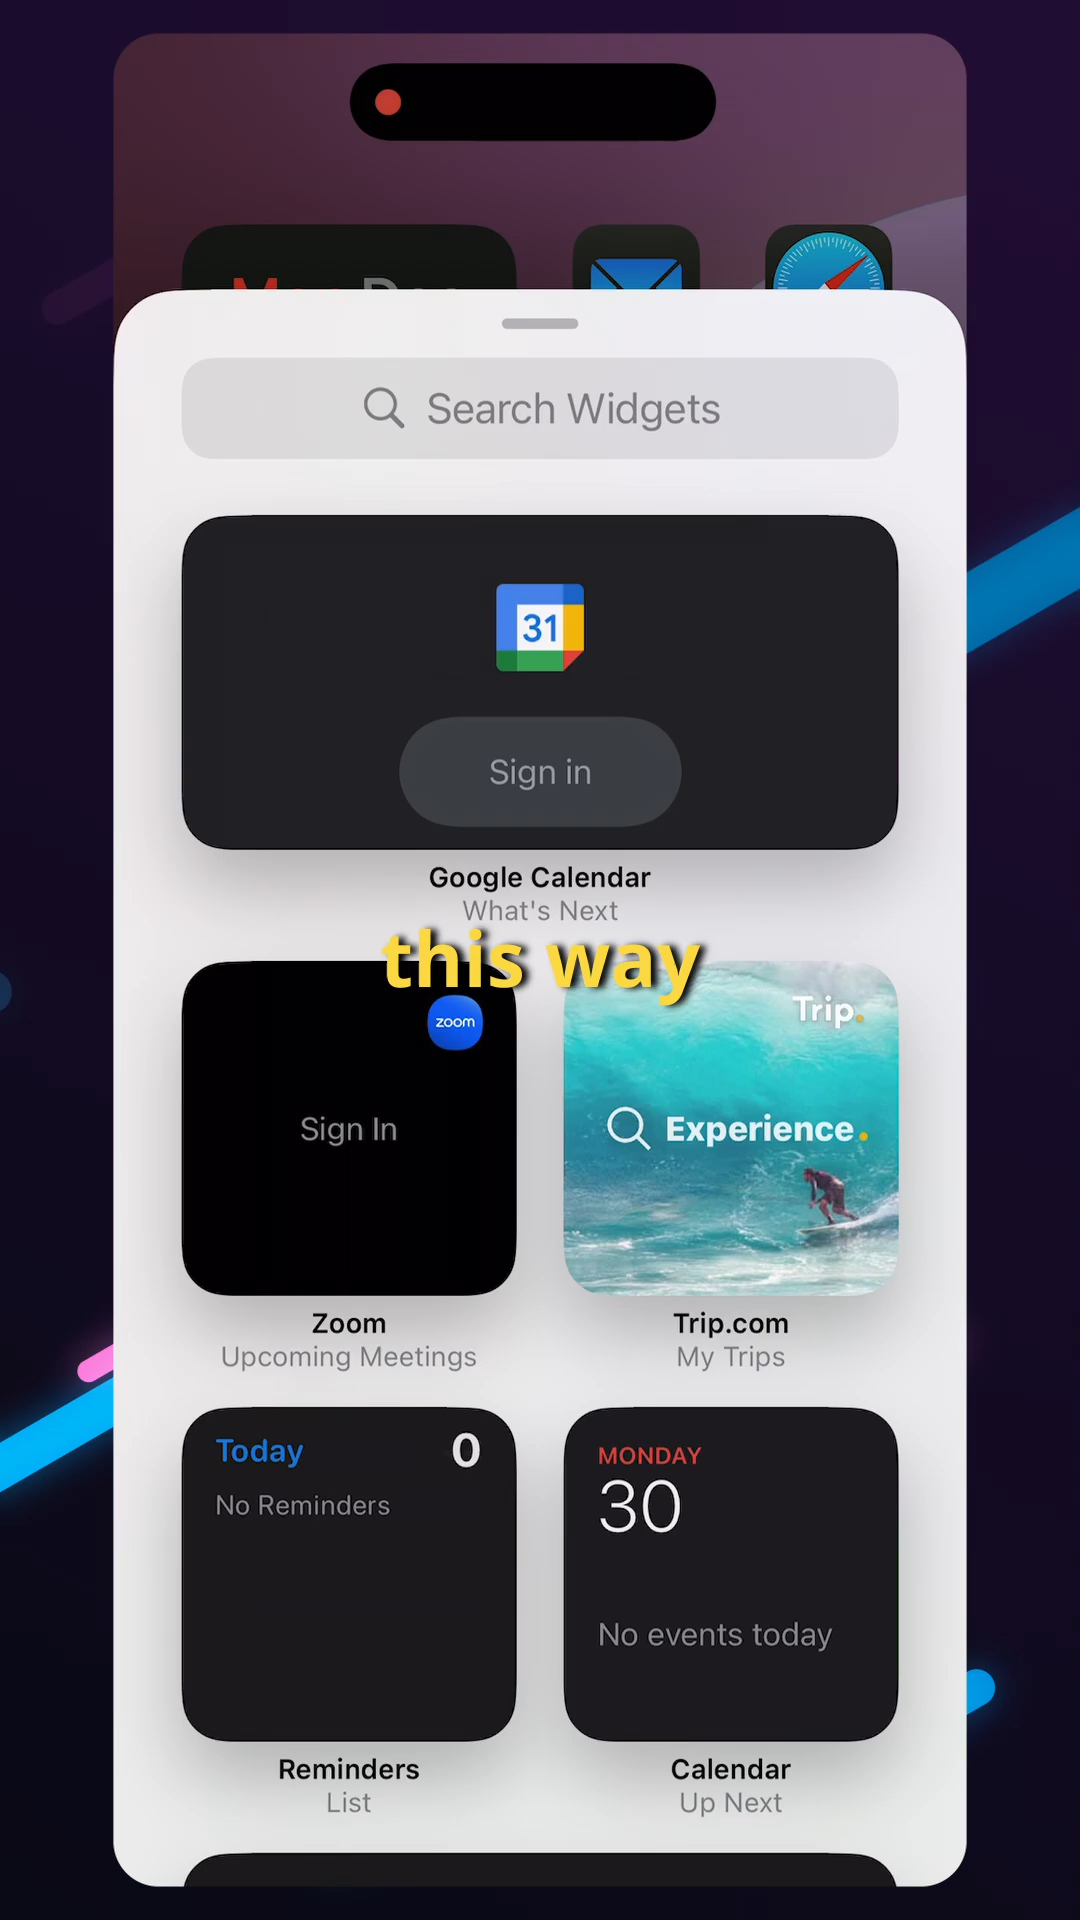 Search Widgets
31
Sign in
Google Calendar
What's Next
this way
zoom
Sign In
Trip.
Experience.
Zoom
Upcoming Meetings
Trip.com
My Trips
Today 0
No Reminders
MONDAY
30
No events today
Reminders
List
Calendar
Up Next